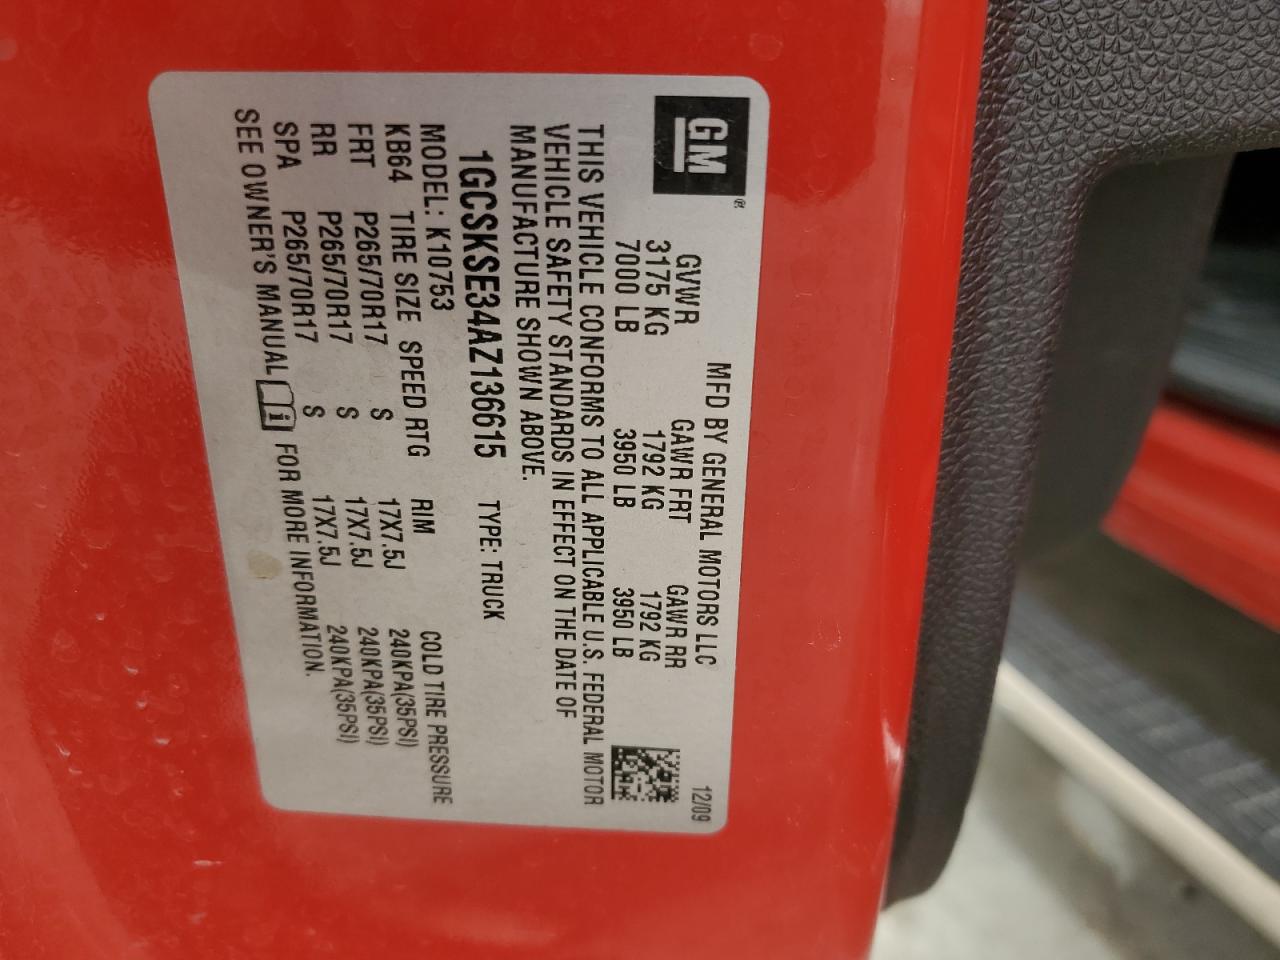 GM
MFD BY GENERAL MOTORS LLC 12/09
GVWR GAWR FRT GAWR RR
3175 KG 1792 KG 1792 KG
7000 LB 3950 LB 3950 LB
THIS VEHICLE CONFORMS TO ALL APPLICABLE U.S. FEDERAL MOTOR
VEHICLE SAFETY STANDARDS IN EFFECT ON THE DATE OF
MANUFACTURE SHOWN ABOVE.
1GCSKSE34AZ136615 TYPE: TRUCK
MODEL: K10753
KB64 TIRE SIZE SPEED RTG RIM COLD TIRE PRESSURE
FRT P265/70R17 S 17X7.5J 240KPA(35PSI)
RR P265/70R17 S 17X7.5J 240KPA(35PSI)
SPA P265/70R17 S 17X7.5J 240KPA(35PSI)
SEE OWNER'S MANUAL i FOR MORE INFORMATION.